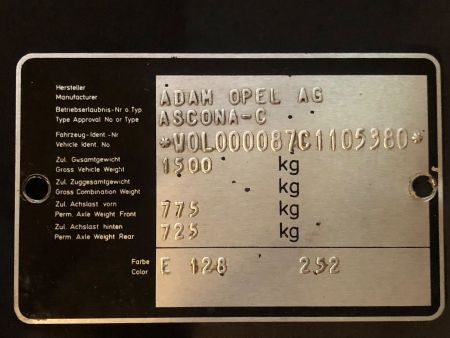 Hersteller
Manufacturer
ADAM OPEL AG
Betriebserlaubnis-Nr o Typ
Type Approval No or Type
ASCONA-C
Fahrzeug-Ident.-Nr
Vehicle Ident. No
*W0L000087C1105380*
Zul. Gesamtgewicht
Gross Vehicle Weight
1500 kg
Zul. Zuggesamtgewicht
Gross Combination Weight
kg
Zul. Achslast vorn
Perm. Axle Weight Front
775 kg
Zul. Achslast hinten
Perm. Axle Weight Rear
725 kg
Farbe
Color
E 128 252